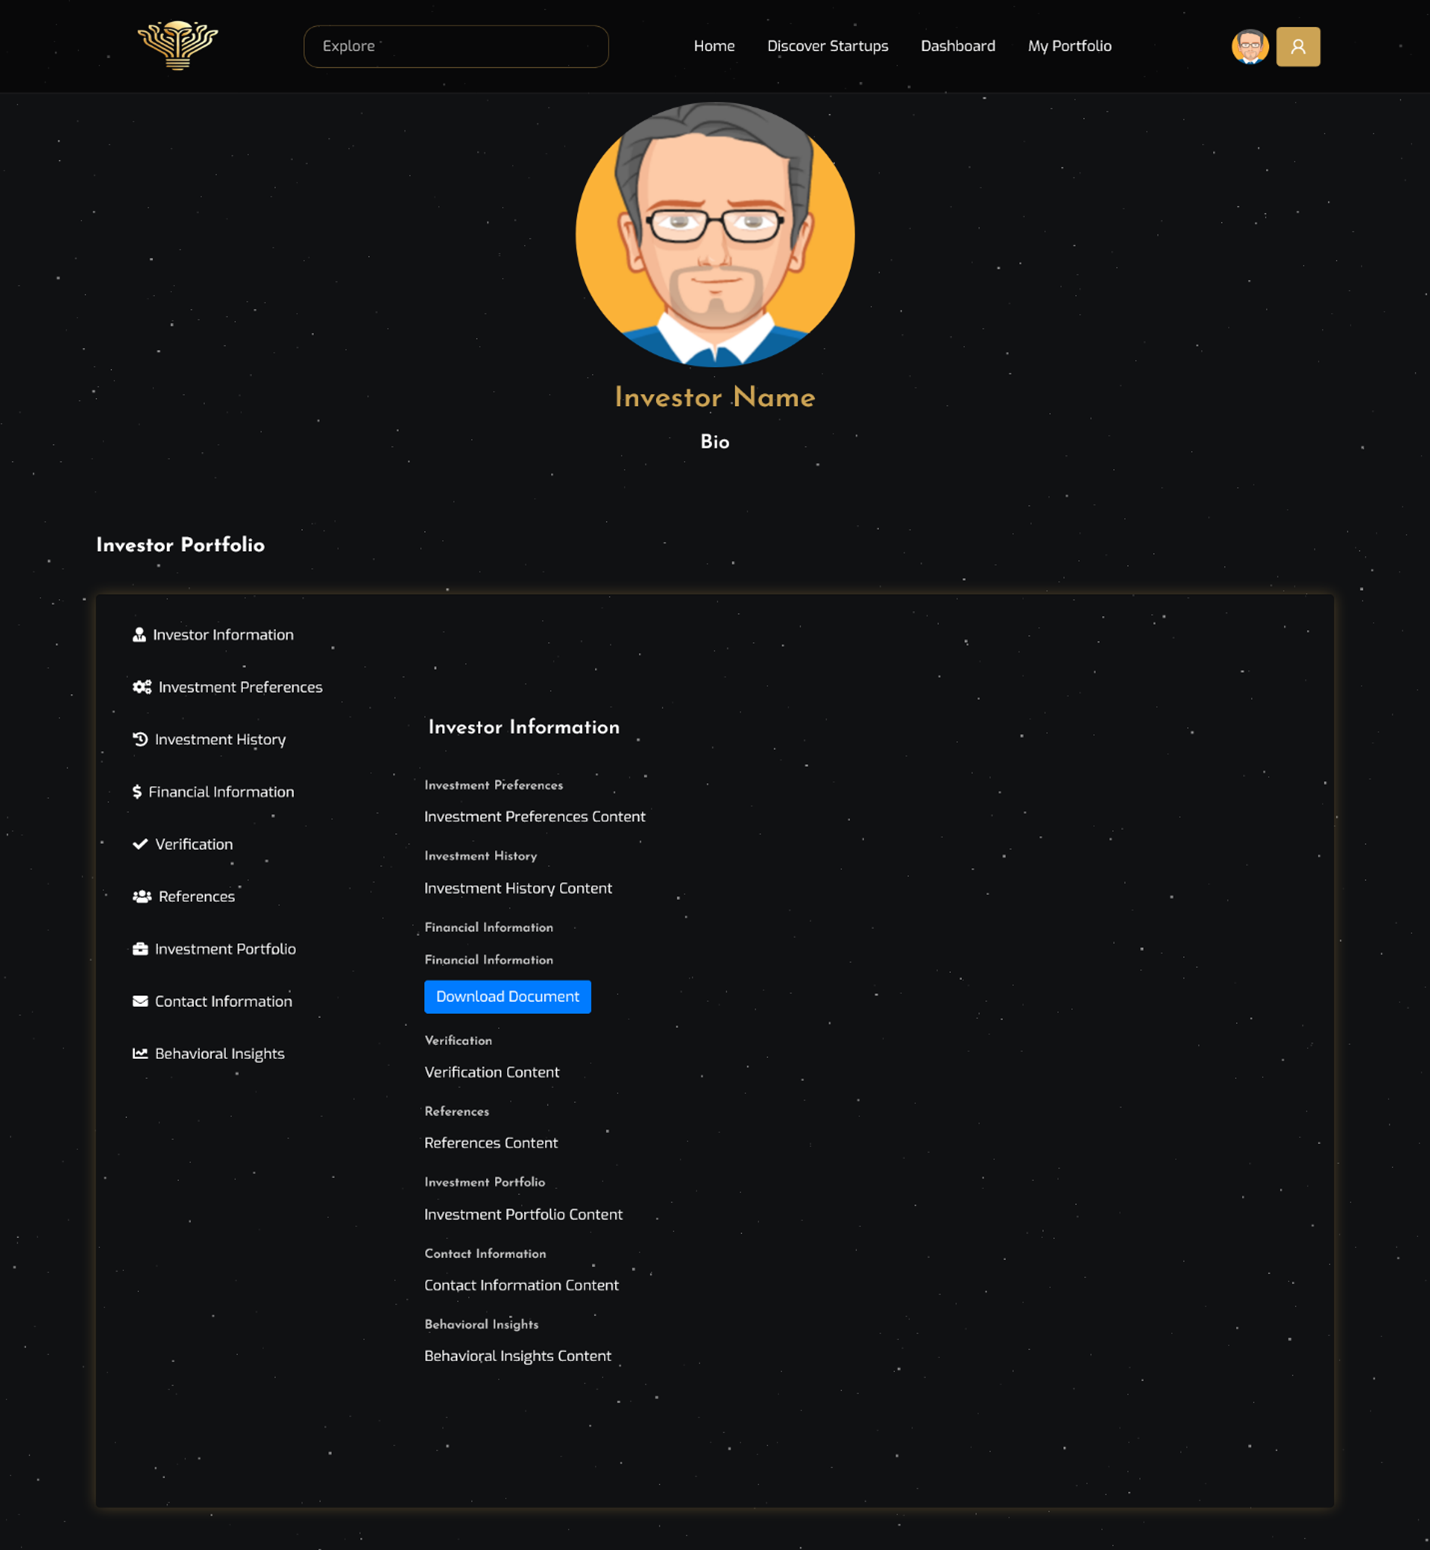 Explore
Home
Discover Startups
Dashboard
My Portfolio
Investor Name
Bio
Investor Portfolio
Investor Information
Investment Preferences
Investment History
Financial Information
Verification
References
Investment Portfolio
Contact Information
Behavioral Insights
Investor Information
Investment Preferences
Investment Preferences Content
Investment History
Investment History Content
Financial Information
Financial Information
Download Document
Verification
Verification Content
References
References Content
Investment Portfolio
Investment Portfolio Content
Contact Information
Contact Information Content
Behavioral Insights
Behavioral Insights Content